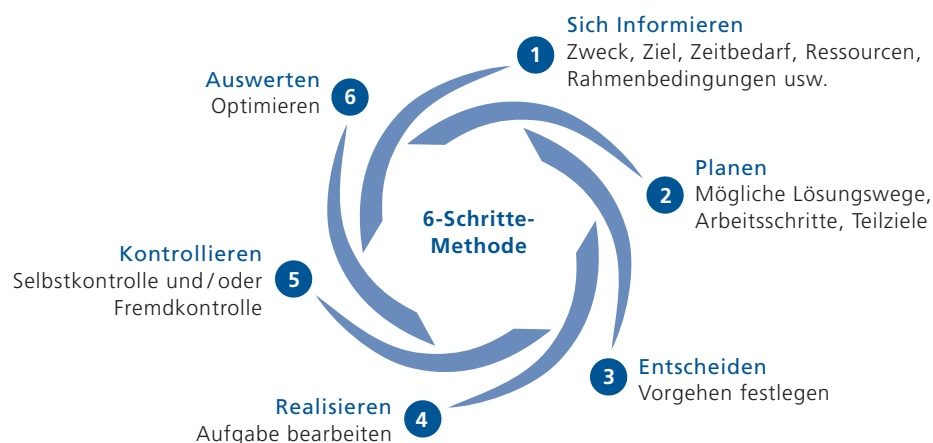 1
Sich Informieren
Zweck, Ziel, Zeitbedarf, Ressourcen,
Rahmenbedingungen usw.
2
Planen
Mögliche Lösungswege,
Arbeitsschritte, Teilziele
3
Entscheiden
Vorgehen festlegen
4
Realisieren
Aufgabe bearbeiten
5
Kontrollieren
Selbstkontrolle und/oder
Fremdkontrolle
6
Auswerten
Optimieren
6-Schritte-
Methode